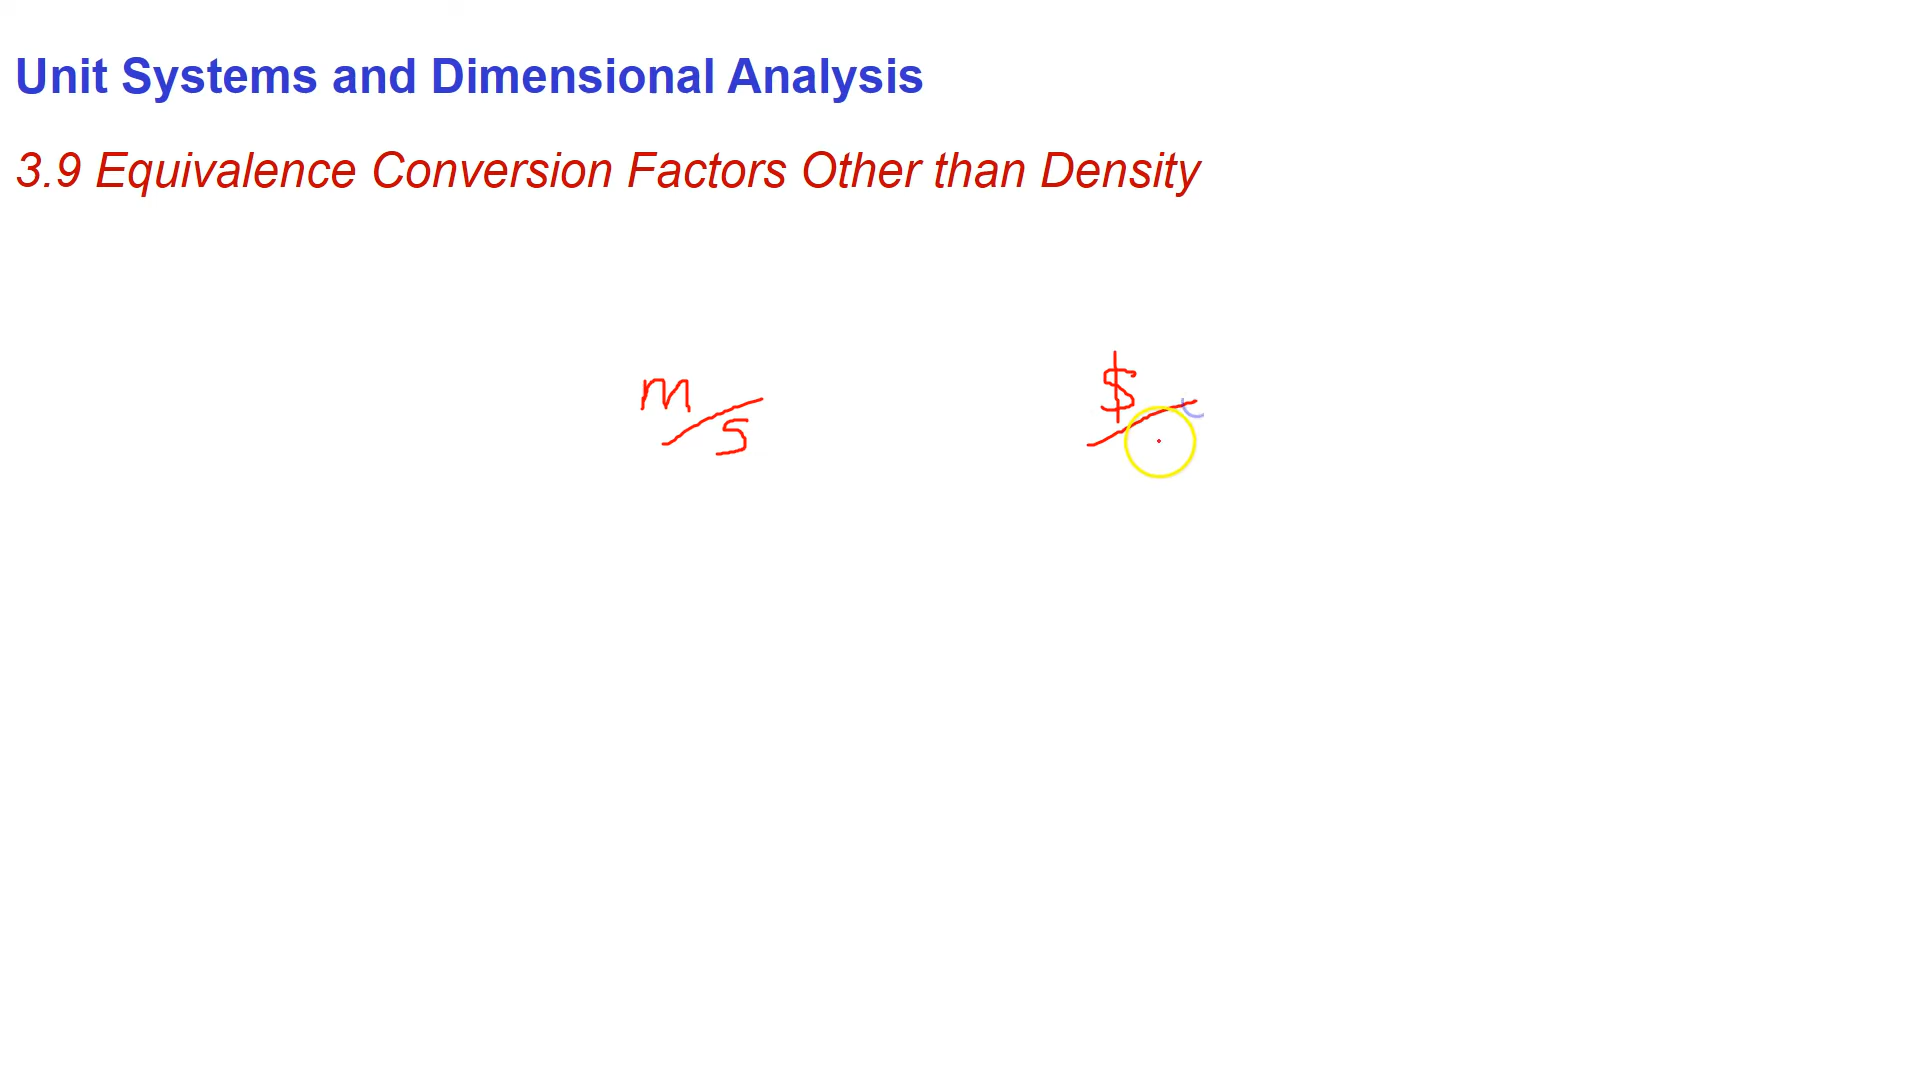 Unit Systems and Dimensional Analysis
3.9 Equivalence Conversion Factors Other than Density
m/s $/